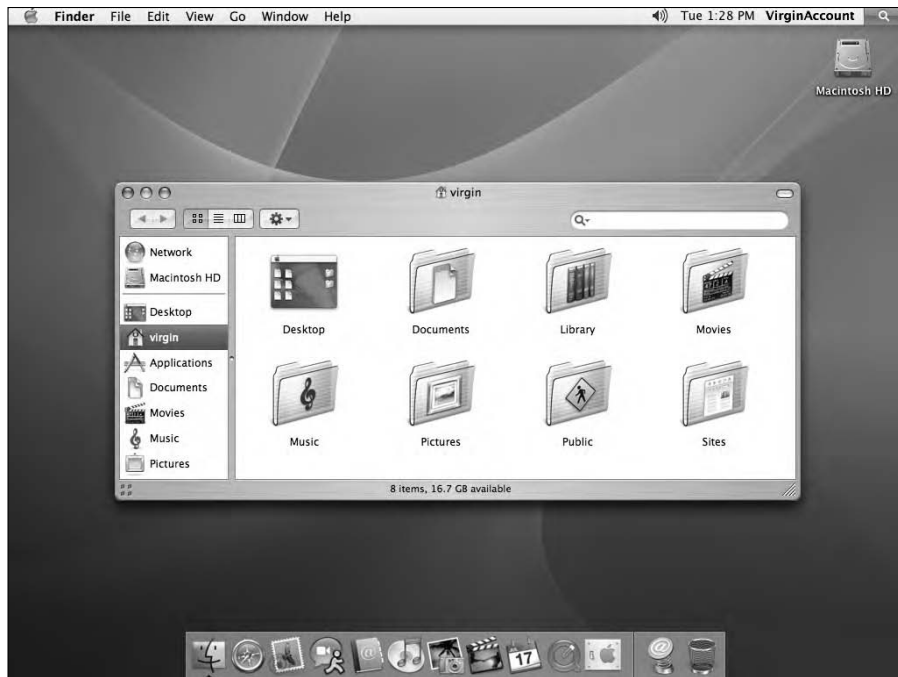 Finder File Edit View Go Window Help Tue 1:28 PM VirginAccount
Macintosh HD
virgin
Network
Macintosh HD
Desktop
virgin
Applications
Documents
Movies
Music
Pictures
Desktop Documents Library Movies
Music Pictures Public Sites
8 items, 16.7 GB available
17